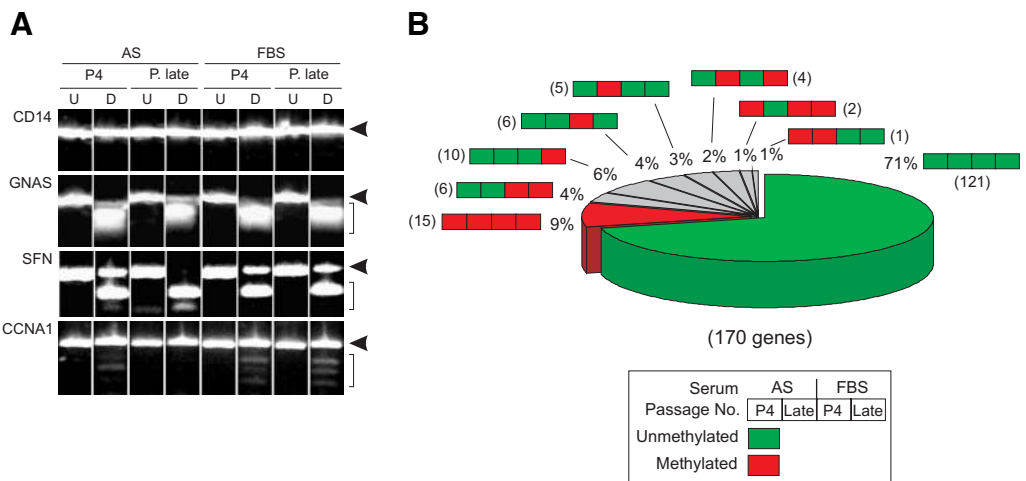 A
AS FBS
P4 P. late P4 P. late
U D U D U D U D
CD14
GNAS
SFN
CCNA1
B
(5) (4)
(6) (2)
(10) (1)
(6)
(15)
9% 4% 6% 4% 3% 2% 1% 1% 71%
(121)
(170 genes)
Serum AS FBS
Passage No. P4 Late P4 Late
Unmethylated
Methylated